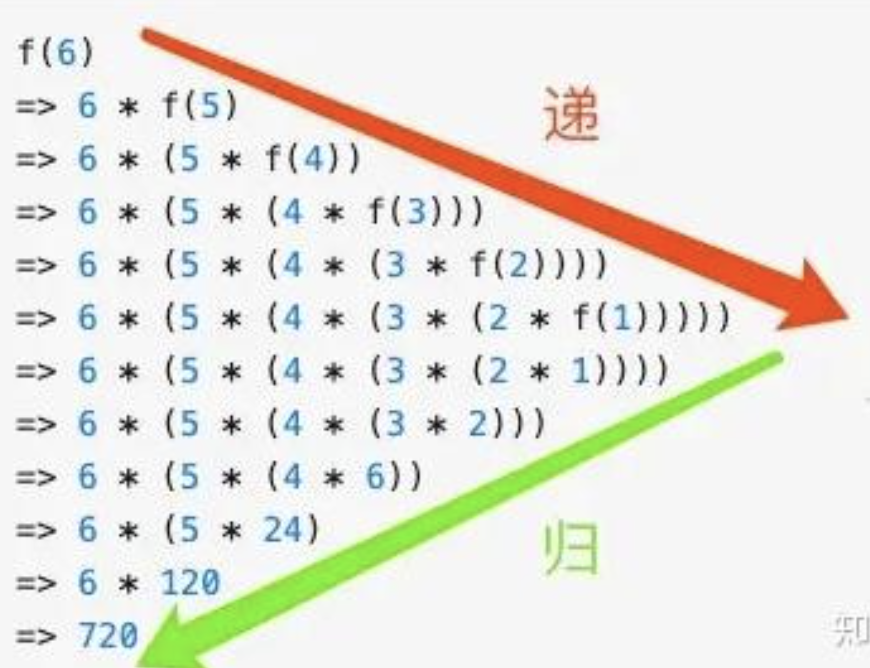 f(6)
=> 6 * f(5)
递
=> 6 * (5 * f(4))
=> 6 * (5 * (4 * f(3)))
=> 6 * (5 * (4 * (3 * f(2))))
=> 6 * (5 * (4 * (3 * (2 * f(1)))))
=> 6 * (5 * (4 * (3 * (2 * 1))))
=> 6 * (5 * (4 * (3 * 2)))
=> 6 * (5 * (4 * 6))
=> 6 * (5 * 24)
归
=> 6 * 120
=> 720
知